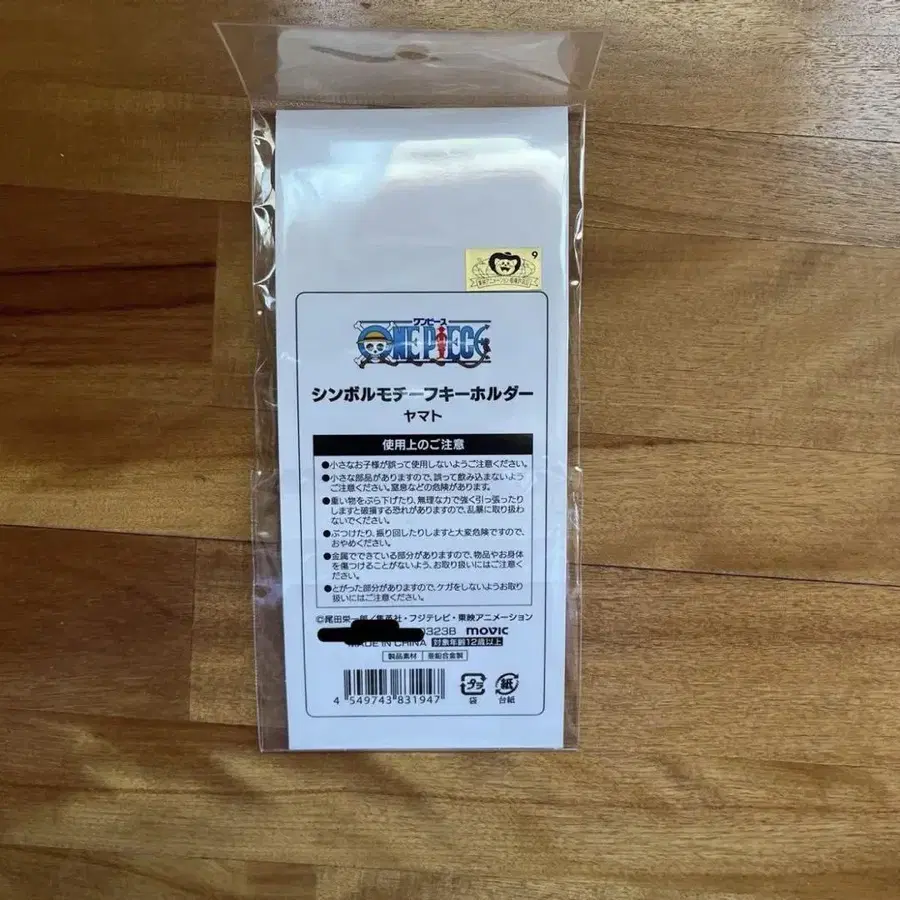 9
東映アニメーション
ワンピース
ONE PIECE
シンボルモチーフキーホルダー
ヤマト
使用上のご注意
●小さなお子様が誤って使用しないようご注意ください。
●小さな部品がありますので、誤って飲み込まないよう
ご注意ください。窒息などの危険があります。
●重い物をぶら下げたり、無理な力で強く引っ張ったり
しますと破損する恐れがありますので、乱暴に取り扱わ
ないでください。
●ぶつけたり、振り回したりしますと大変危険ですので、
おやめください。
●金属でできている部分がありますので、物品やお身体
を傷つけることがないよう、お取り扱いにはご注意くだ
さい。
●とがった部分がありますので、ケガをしないようお取り
扱いにはご注意ください。
©尾田栄一郎/集英社・フジテレビ・東映アニメーション
0323B movic
MADE IN CHINA 対象年齢12歳以上
製品素材 亜鉛合金製
4 549743 831947
プラ 紙
袋 台紙